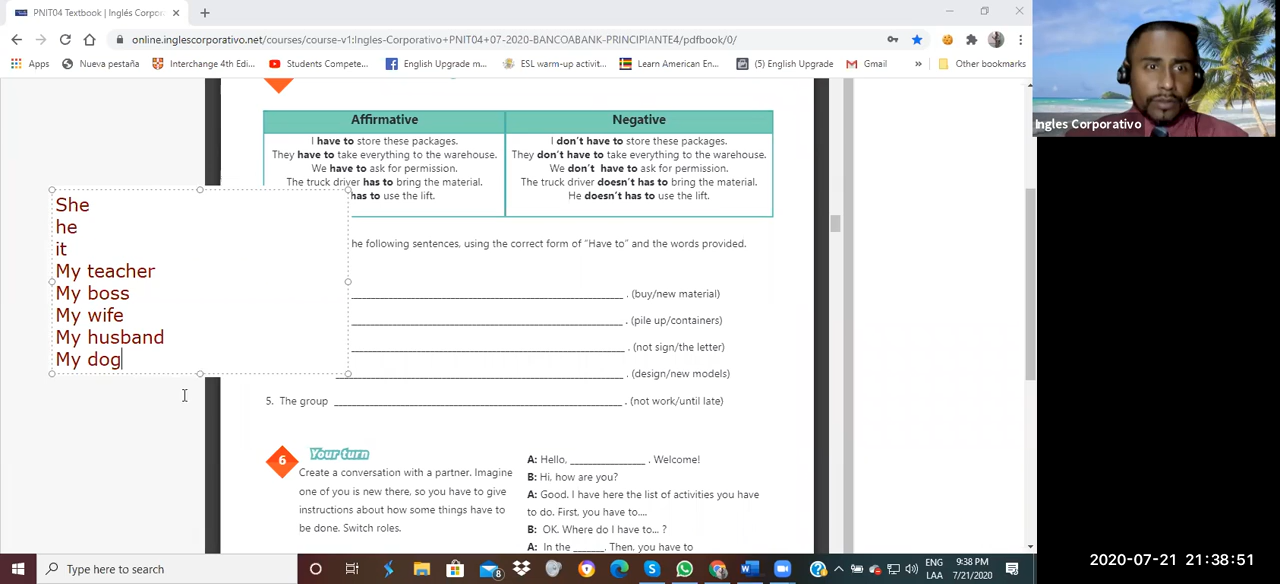 PNIT04 Textbook | Inglés Corpora
online.inglescorporativo.net/courses/course-v1:Ingles-Corporativo+PNIT04+07-2020-BANCOABANK-PRINCIPIANTE4/pdfbook/0/
Apps
Nueva pestaña
Interchange 4th Edi...
Students Compete...
English Upgrade m...
ESL warm-up activit...
Learn American En...
(5) English Upgrade
Gmail
»
Other bookmarks
Ingles Corporativo
Affirmative
Negative
I have to store these packages.
They have to take everything to the warehouse.
We have to ask for permission.
The truck driver has to bring the material.
has to use the lift.
I don't have to store these packages.
They don't have to take everything to the warehouse.
We don't have to ask for permission.
The truck driver doesn't has to bring the material.
He doesn't has to use the lift.
She
he
it
My teacher
My boss
My wife
My husband
My dog
he following sentences, using the correct form of “Have to” and the words provided.
. (buy/new material)
. (pile up/containers)
. (not sign/the letter)
. (design/new models)
5. The group ______ . (not work/until late)
6
Your turn
Create a conversation with a partner. Imagine
one of you is new there, so you have to give
instructions about how some things have to
be done. Switch roles.
A: Hello, ______ . Welcome!
B: Hi, how are you?
A: Good. I have here the list of activities you have
to do. First, you have to....
B: OK. Where do I have to... ?
A: In the ______. Then, you have to
Type here to search
8
ENG
LAA
9:38 PM
7/21/2020
2020-07-21 21:38:51